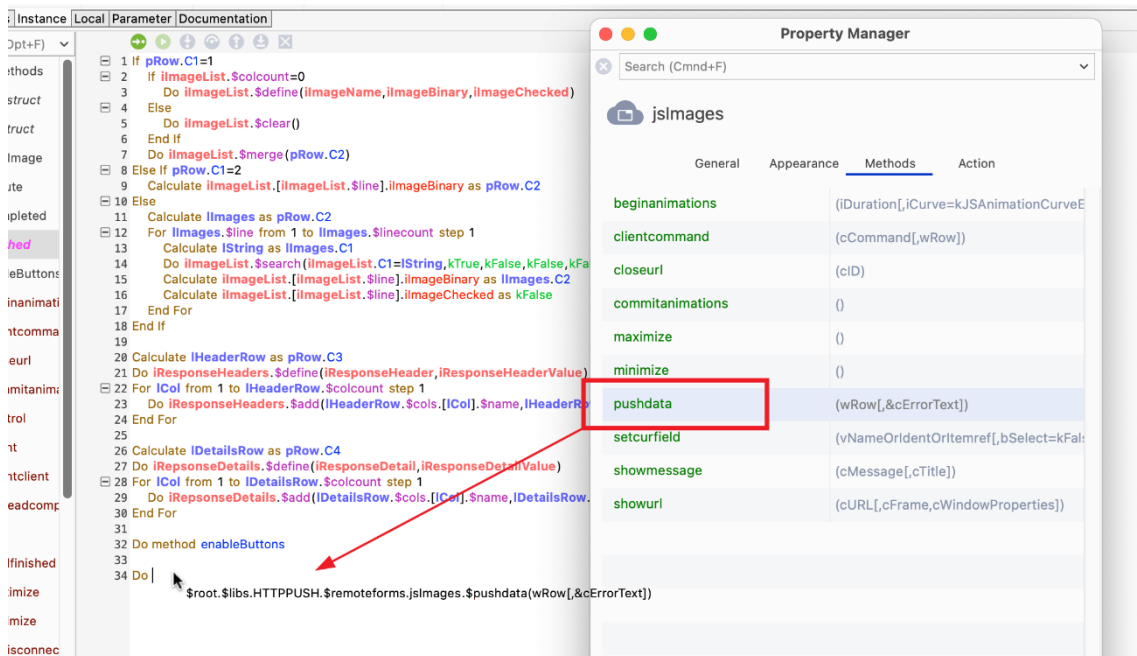 s Instance Local Parameter Documentation
Opt+F)
ethods
struct
truct
Image
ute
npleted
hed
leButtons
inanimati
ntcomma
eurl
mitanima
trol
nt
ntclient
eadcomp
lfinished
timize
imize
isconnec
1 If pRow.C1=1
2 If iImageList.$colcount=0
3 Do iImageList.$define(iImageName,iImageBinary,iImageChecked)
4 Else
5 Do iImageList.$clear()
6 End If
7 Do iImageList.$merge(pRow.C2)
8 Else If pRow.C1=2
9 Calculate iImageList.[iImageList.$line].iImageBinary as pRow.C2
10 Else
11 Calculate lImages as pRow.C2
12 For lImages.$line from 1 to lImages.$linecount step 1
13 Calculate lString as lImages.C1
14 Do iImageList.$search(iImageList.C1=lString,kTrue,kFalse,kFalse,kFa
15 Calculate iImageList.[iImageList.$line].iImageBinary as lImages.C2
16 Calculate iImageList.[iImageList.$line].iImageChecked as kFalse
17 End For
18 End If
19
20 Calculate lHeaderRow as pRow.C3
21 Do iResponseHeaders.$define(iResponseHeader,iResponseHeaderValue)
22 For lCol from 1 to lHeaderRow.$colcount step 1
23 Do iResponseHeaders.$add(lHeaderRow.$cols.[lCol].$name,lHeaderRo
24 End For
25
26 Calculate lDetailsRow as pRow.C4
27 Do iRepsonseDetails.$define(iResponseDetail,iResponseDetailValue)
28 For lCol from 1 to lDetailsRow.$colcount step 1
29 Do iRepsonseDetails.$add(lDetailsRow.$cols.[lCol].$name,lDetailsRow.
30 End For
31
32 Do method enableButtons
33
34 Do
$root.$libs.HTTPPUSH.$remoteforms.jsImages.$pushdata(wRow[,&cErrorText])
Property Manager
Search (Cmnd+F)
jsImages
General Appearance Methods Action
beginanimations (iDuration[,iCurve=kJSAnimationCurveE
clientcommand (cCommand[,wRow])
closeurl (cID)
commitanimations ()
maximize ()
minimize ()
pushdata (wRow[,&cErrorText])
setcurfield (vNameOrIdentOrItemref[,bSelect=kFals
showmessage (cMessage[,cTitle])
showurl (cURL[,cFrame,cWindowProperties])